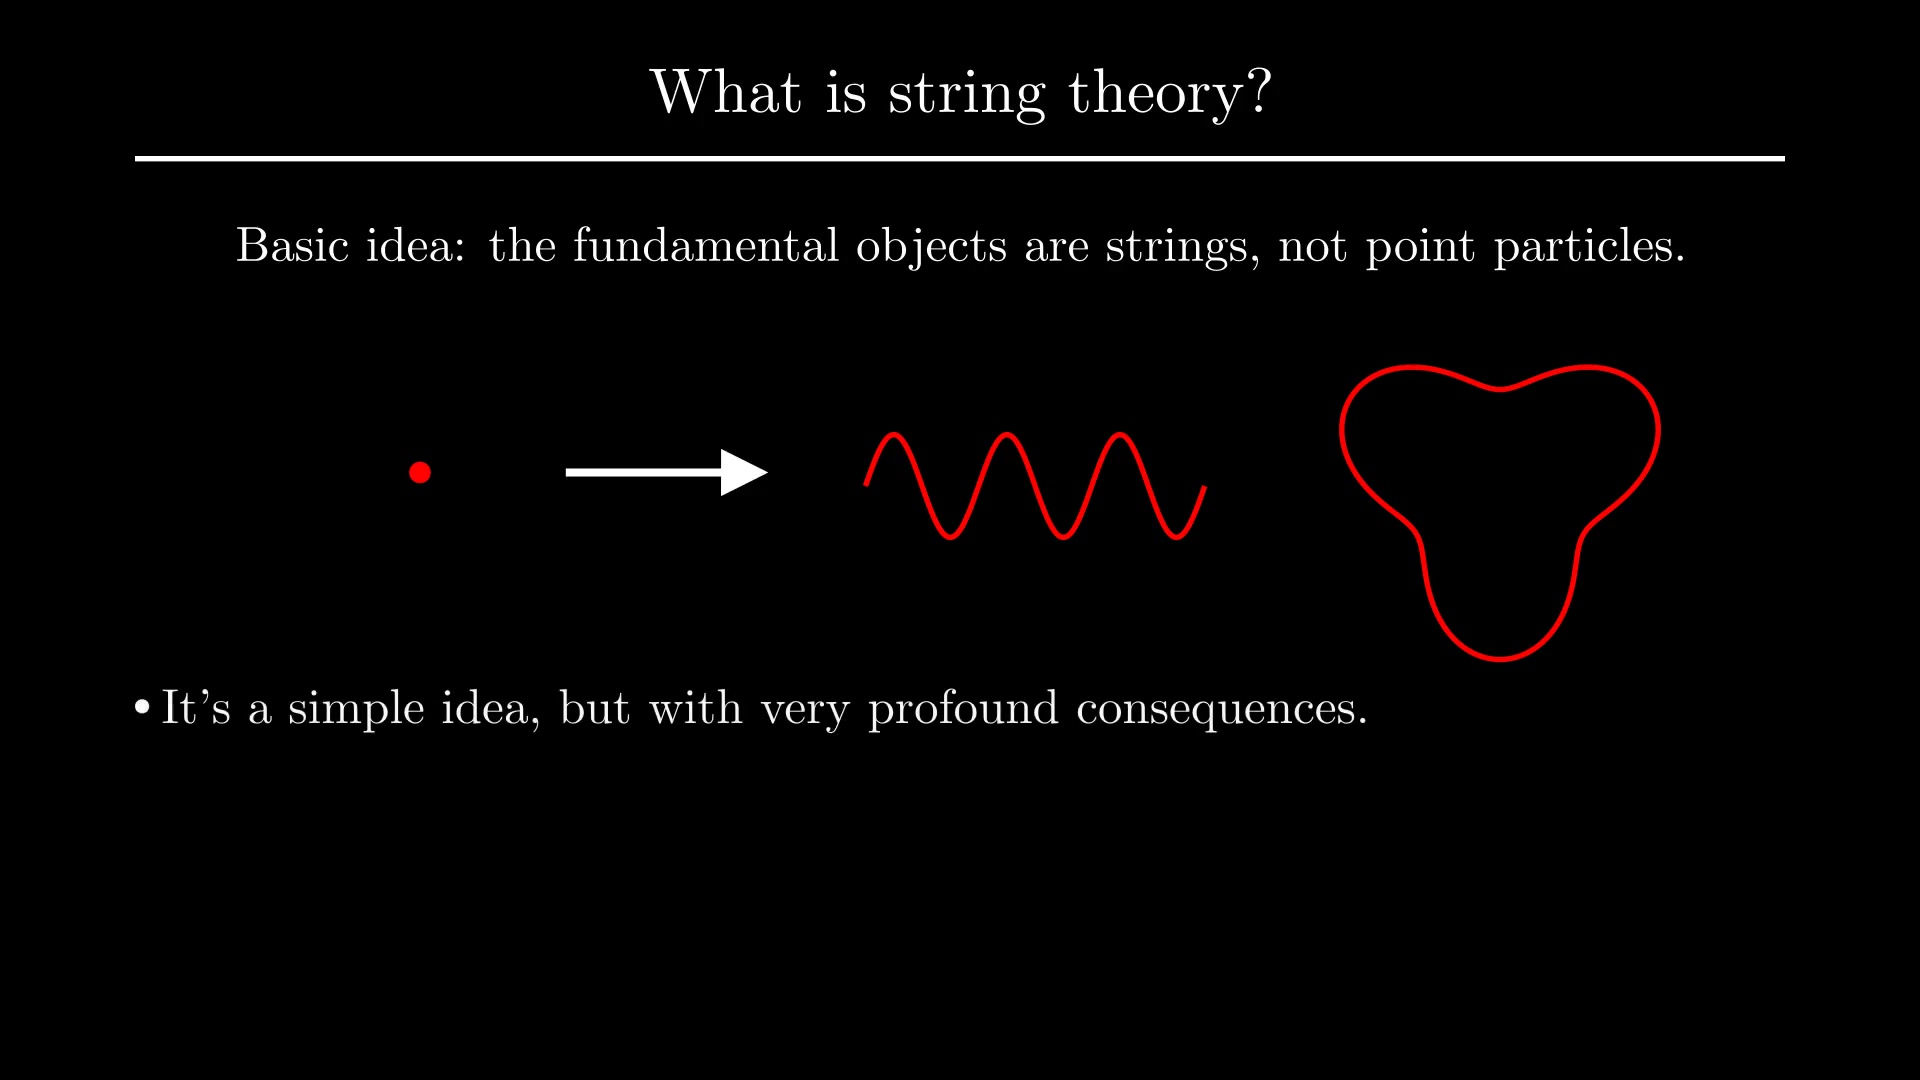 What is string theory?
Basic idea: the fundamental objects are strings, not point particles.
• It's a simple idea, but with very profound consequences.